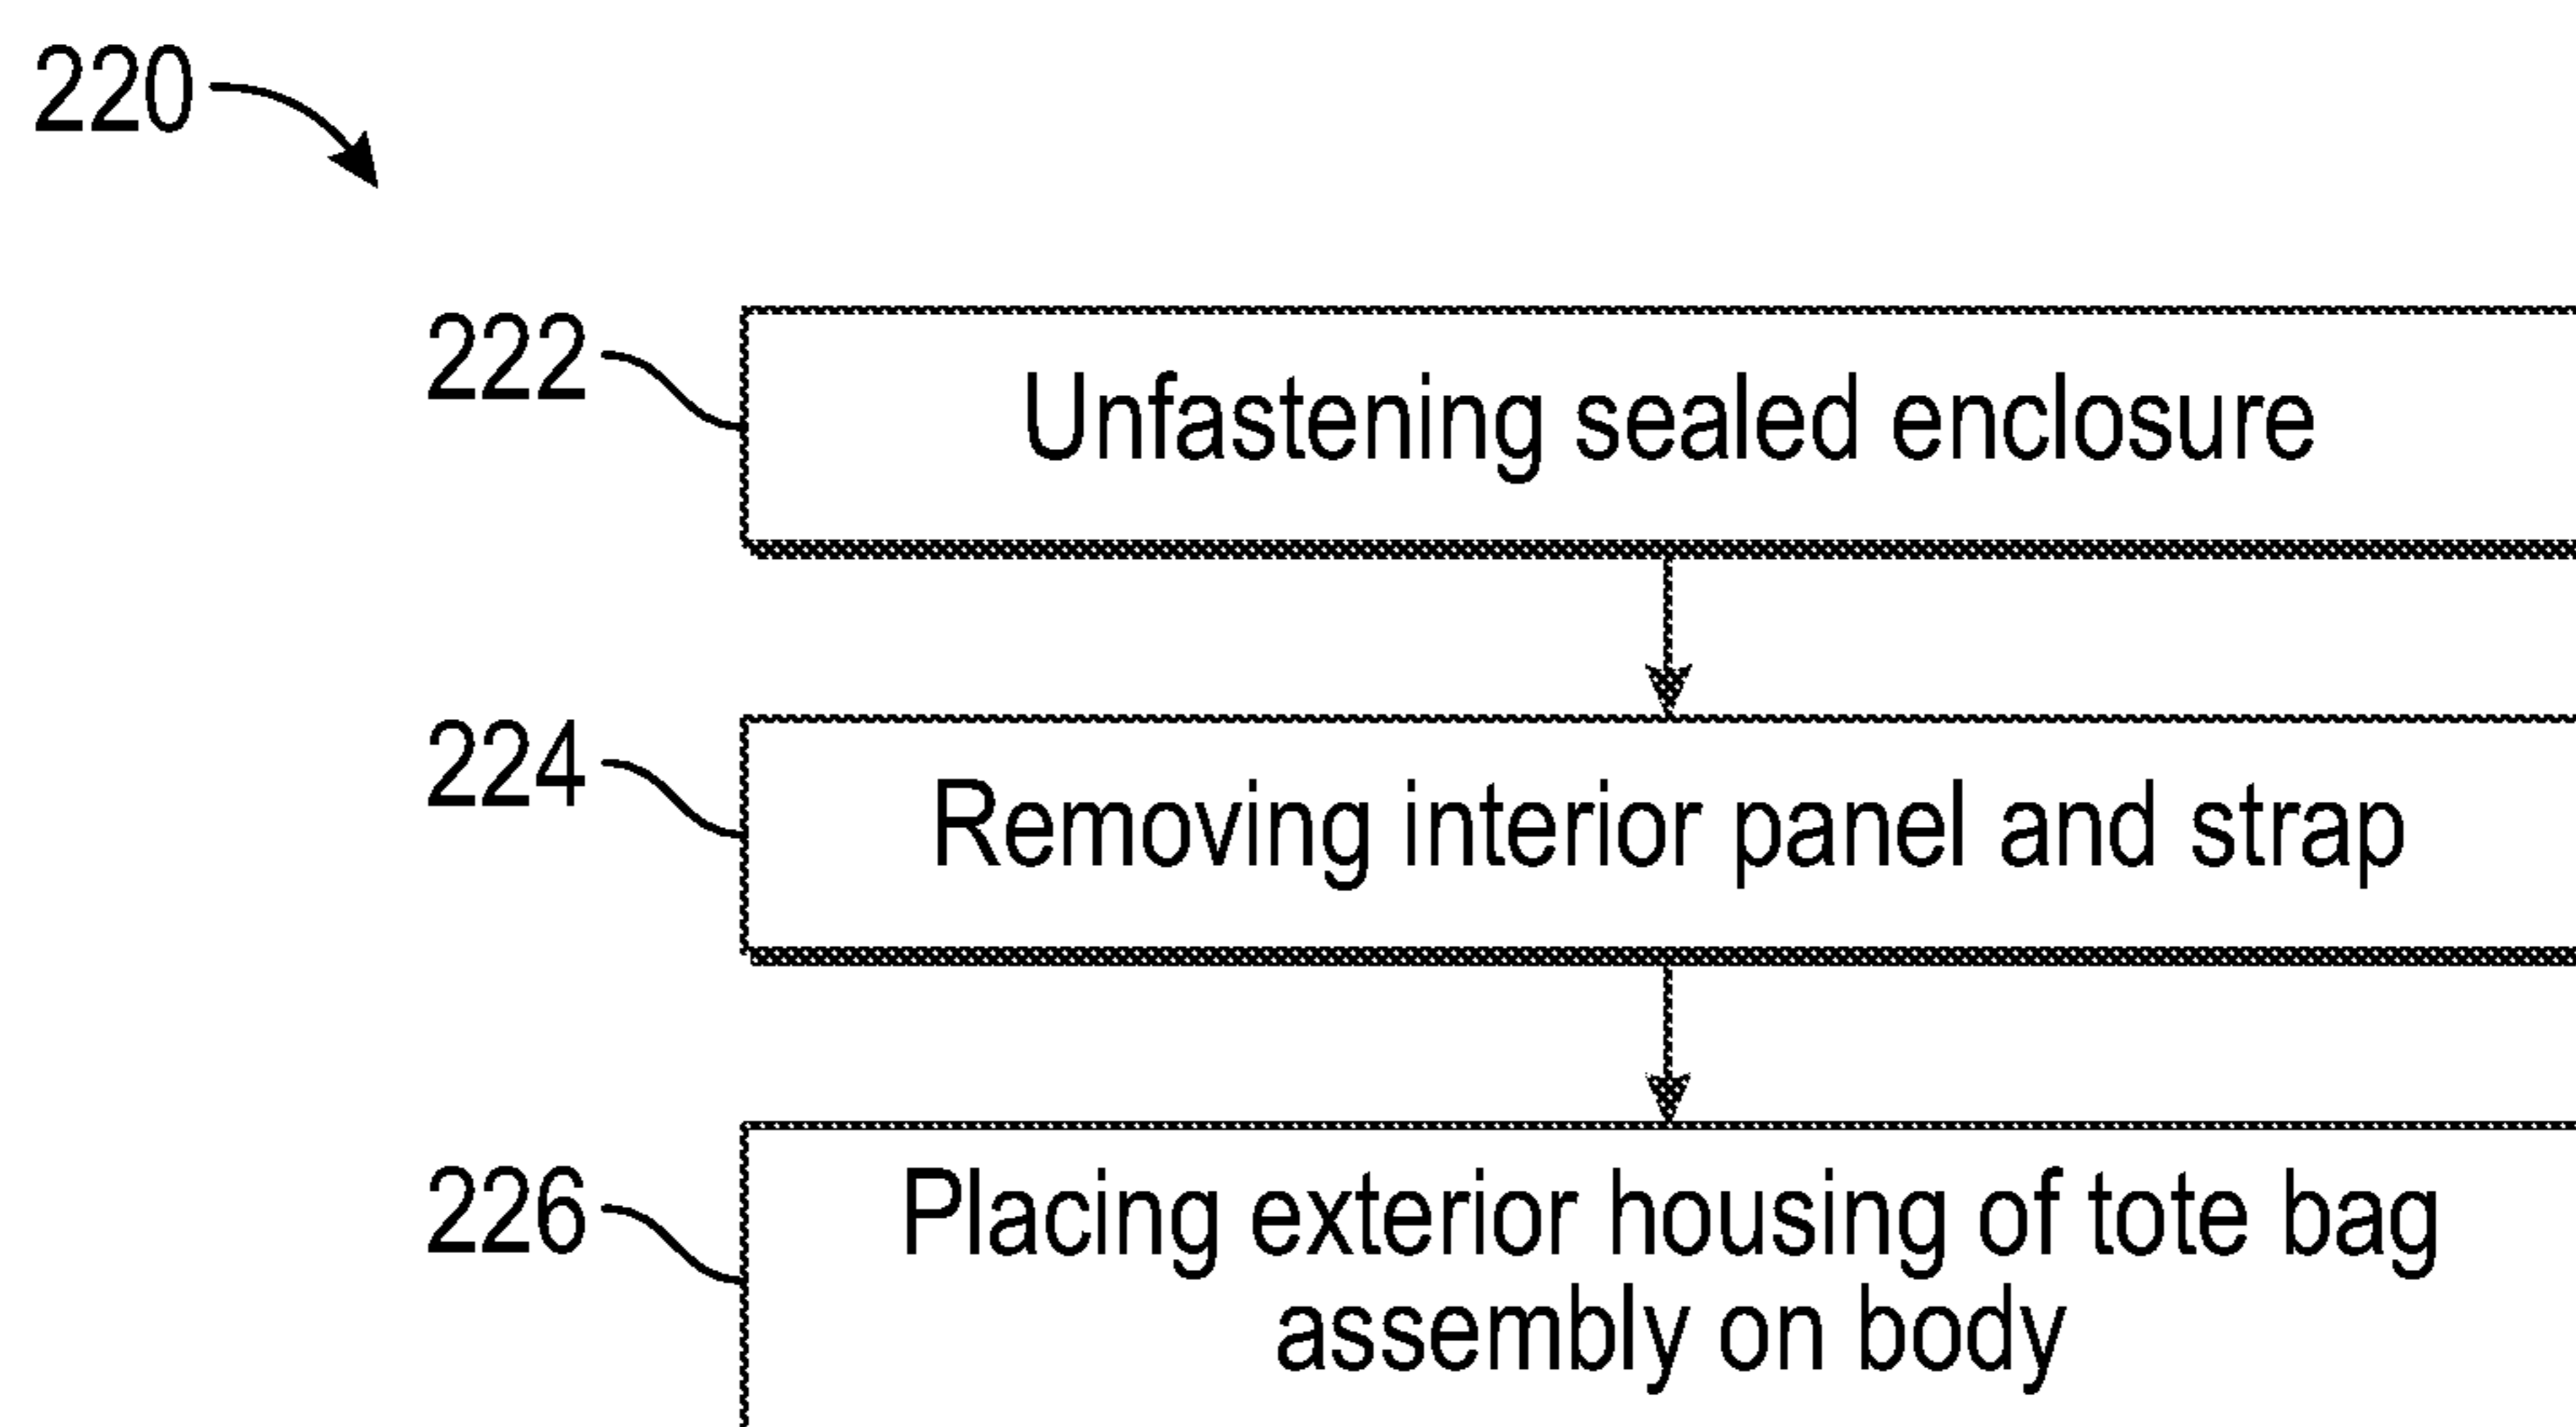 220
222
Unfastening sealed enclosure
224
Removing interior panel and strap
226
Placing exterior housing of tote bag
assembly on body